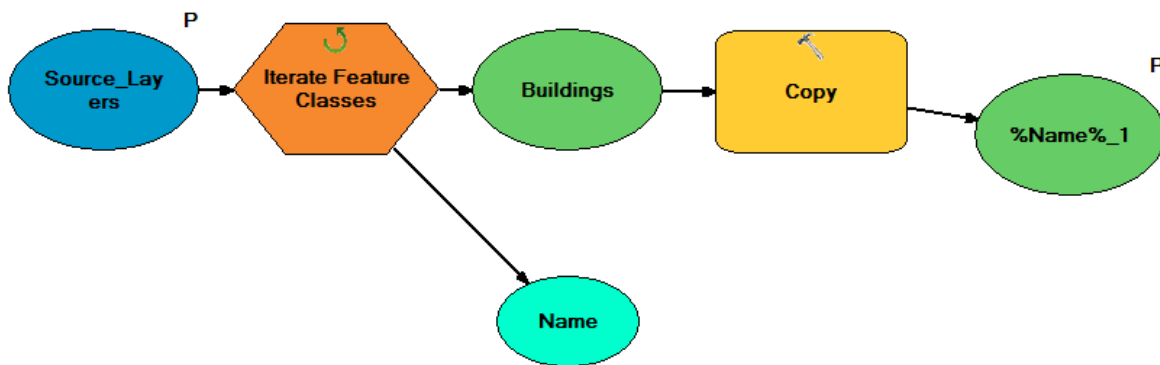 P
Source_Lay
ers
Iterate Feature
Classes
Buildings
Copy
P
%Name%_1
Name